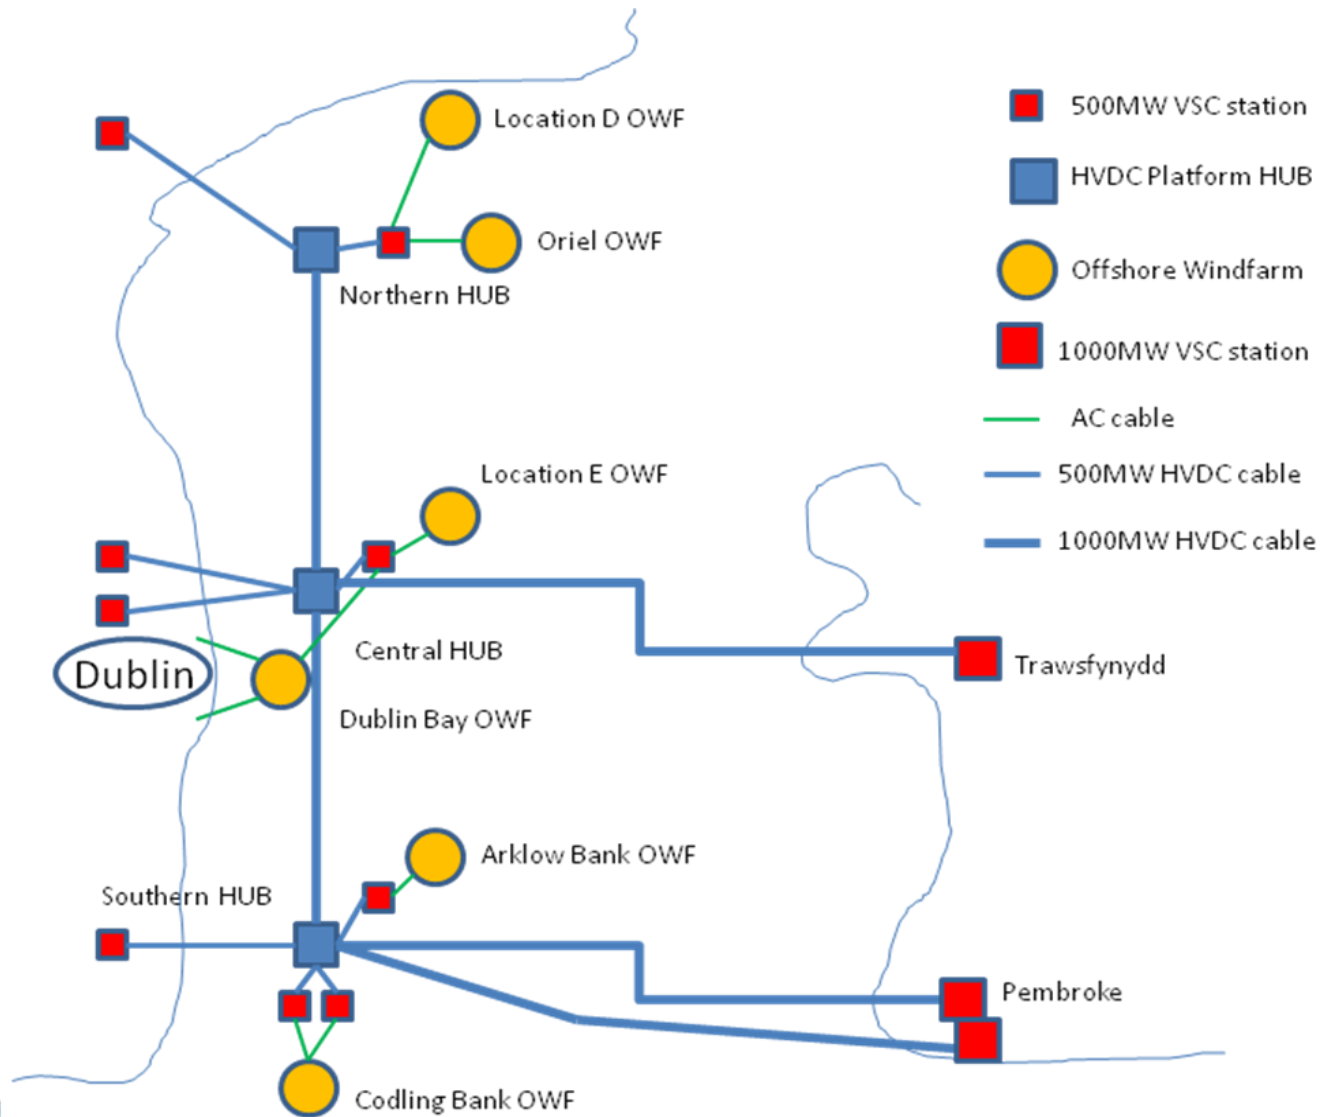 Location D OWF
500MW VSC station
HVDC Platform HUB
Oriel OWF
Offshore Windfarm
Northern HUB
1000MW VSC station
AC cable
Location E OWF
500MW HVDC cable
1000MW HVDC cable
Central HUB
Trawsfynydd
Dublin
Dublin Bay OWF
Arklow Bank OWF
Southern HUB
Pembroke
Codling Bank OWF